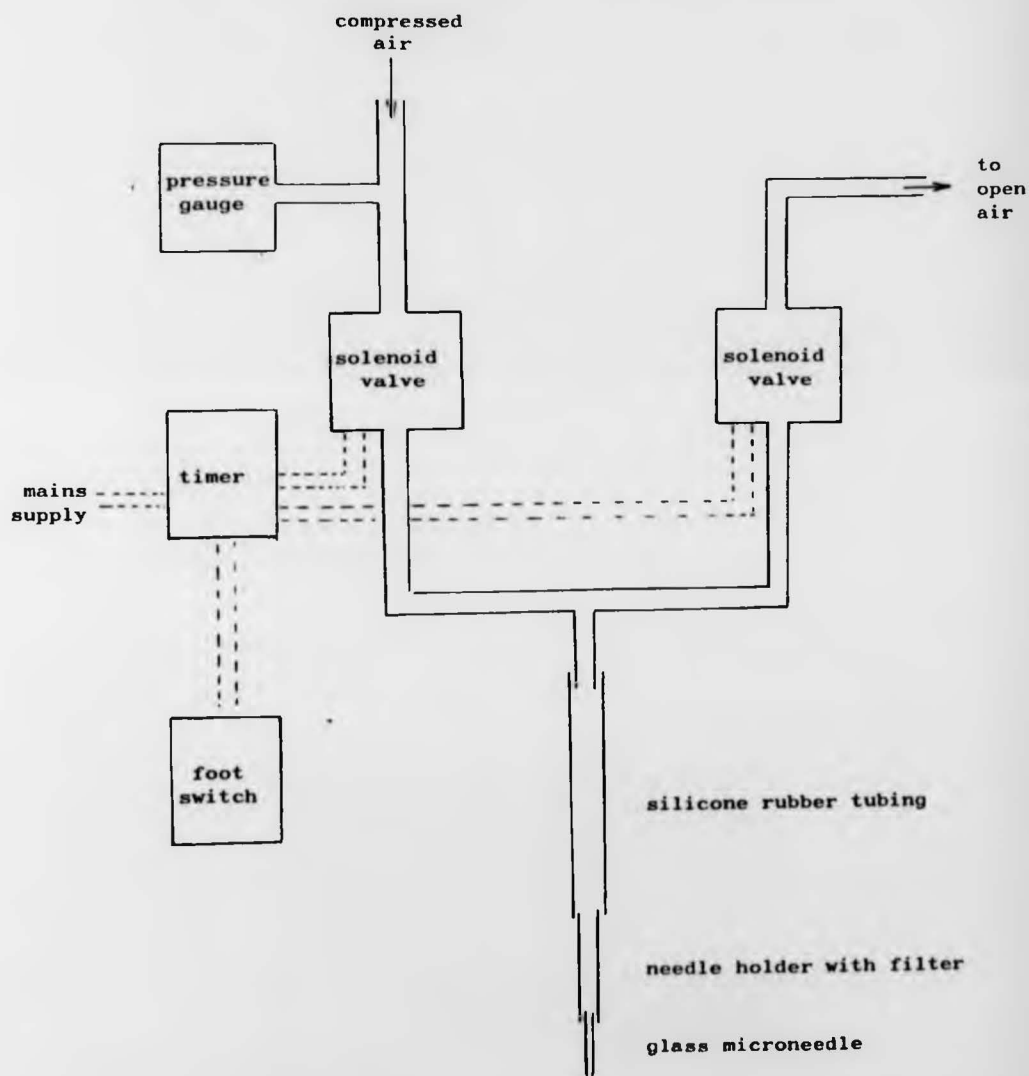 compressed
air
pressure
gauge
to
open
air
solenoid
valve
solenoid
valve
timer
mains
supply
foot
switch
silicone rubber tubing
needle holder with filter
glass microneedle